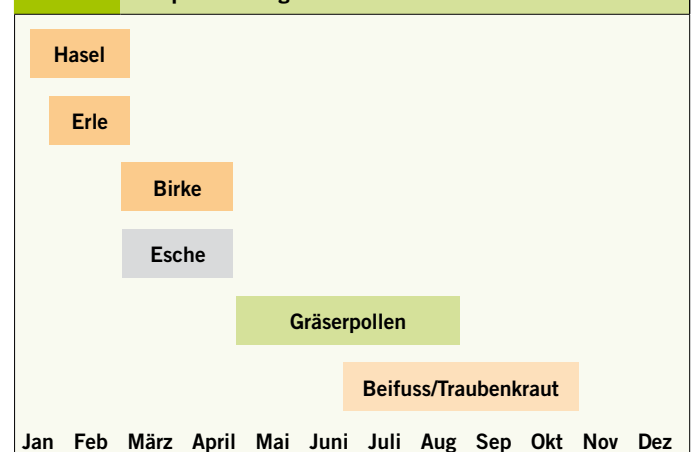 Hasel
Erle
Birke
Esche
Gräserpollen
Beifuss/Traubenkraut
Jan Feb März April Mai Juni Juli Aug Sep Okt Nov Dez